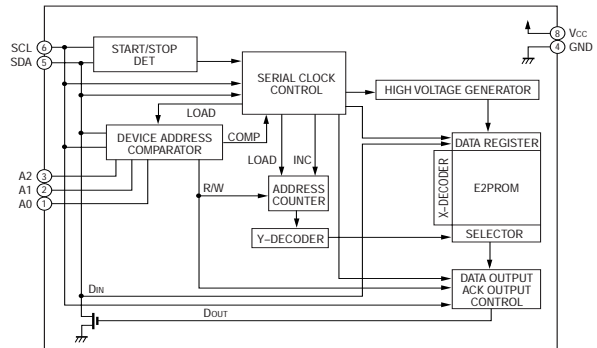 SCL 6
SDA 5
START/STOP
DET
SERIAL CLOCK
CONTROL
8 VCC
4 GND
HIGH VOLTAGE GENERATOR
LOAD
DEVICE ADDRESS
COMPARATOR
COMP
LOAD
INC
DATA REGISTER
X–DECODER
E2PROM
A2 3
A1 2
A0 1
R/W
ADDRESS
COUNTER
Y–DECODER
SELECTOR
DATA OUTPUT
ACK OUTPUT
CONTROL
DIN
DOUT